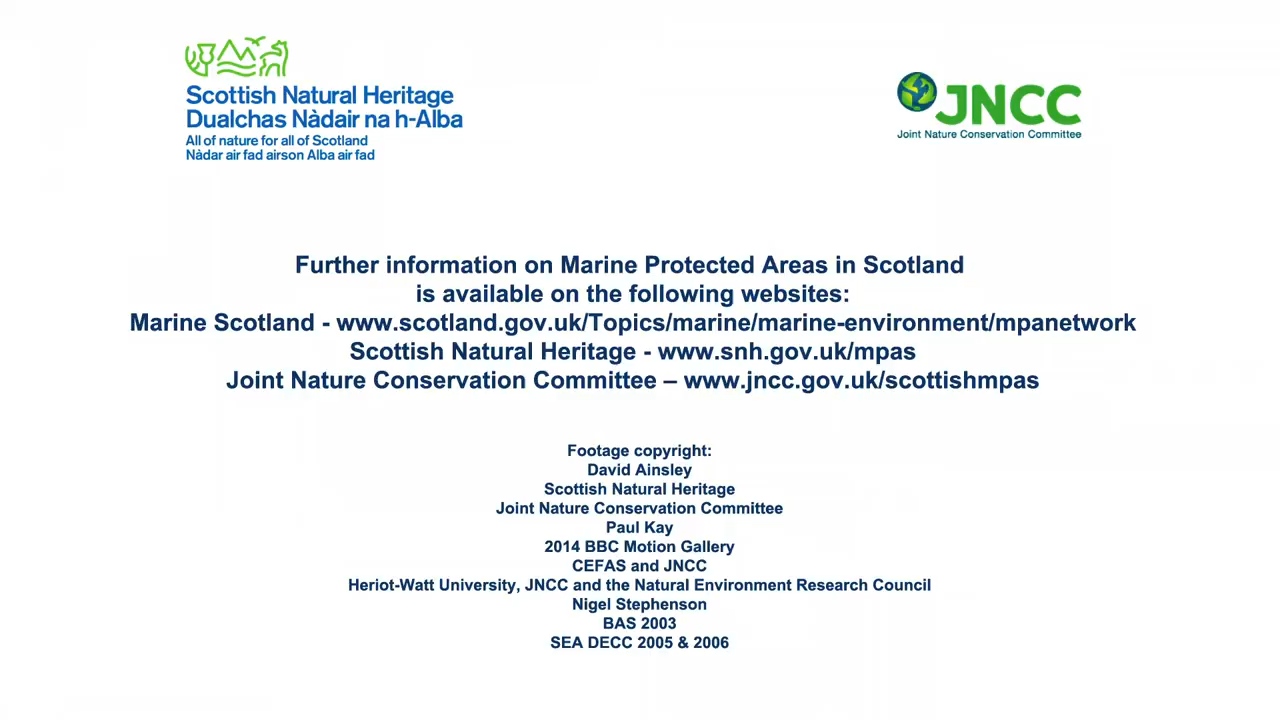 Scottish Natural Heritage
Dualchas Nàdair na h-Alba
All of nature for all of Scotland
Nàdar air fad airson Alba air fad
JNCC
Joint Nature Conservation Committee
Further information on Marine Protected Areas in Scotland
is available on the following websites:
Marine Scotland - www.scotland.gov.uk/Topics/marine/marine-environment/mpanetwork
Scottish Natural Heritage - www.snh.gov.uk/mpas
Joint Nature Conservation Committee – www.jncc.gov.uk/scottishmpas
Footage copyright:
David Ainsley
Scottish Natural Heritage
Joint Nature Conservation Committee
Paul Kay
2014 BBC Motion Gallery
CEFAS and JNCC
Heriot-Watt University, JNCC and the Natural Environment Research Council
Nigel Stephenson
BAS 2003
SEA DECC 2005 & 2006